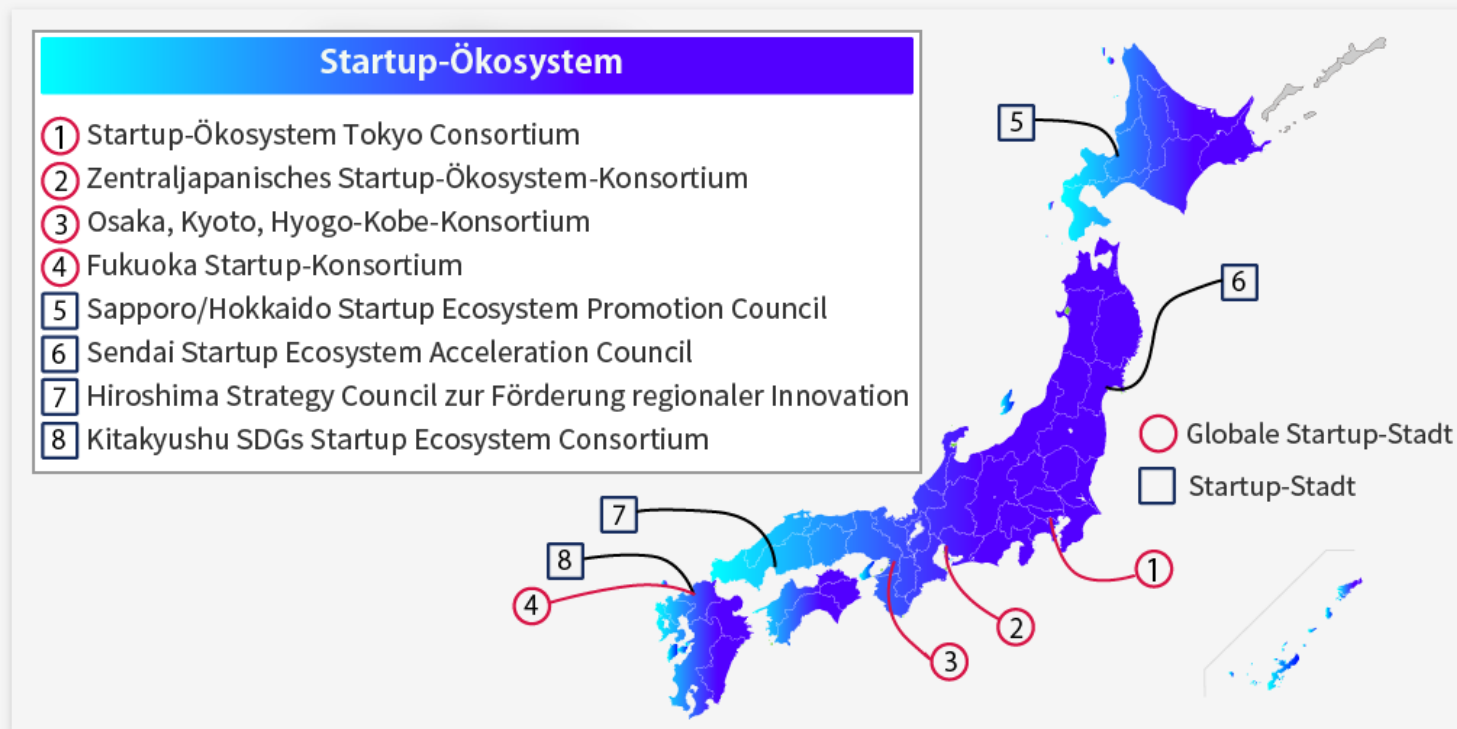 Startup-Ökosystem
1 Startup-Ökosystem Tokyo Consortium
2 Zentraljapanisches Startup-Ökosystem-Konsortium
3 Osaka, Kyoto, Hyogo-Kobe-Konsortium
4 Fukuoka Startup-Konsortium
5 Sapporo/Hokkaido Startup Ecosystem Promotion Council
6 Sendai Startup Ecosystem Acceleration Council
7 Hiroshima Strategy Council zur Förderung regionaler Innovation
8 Kitakyushu SDGs Startup Ecosystem Consortium
5
6
Globale Startup-Stadt
Startup-Stadt
7
8
4
1
2
3